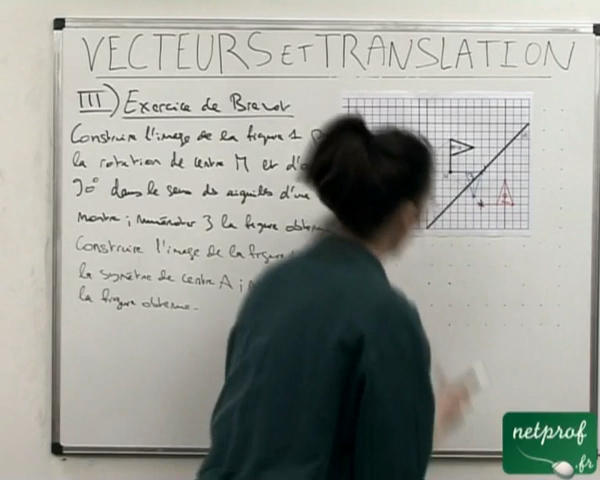 VECTEURS ET TRANSLATION
III) Exercice de Brevet
Construire l'image de la figure 1
la rotation de centre M et d'
90° dans le sens des aiguilles d'une
montre ; numéroter 3 la figure obtenue
Construire l'image de la figure
la symétrie de centre A ;
la figure obtenue.
netprof
.fr